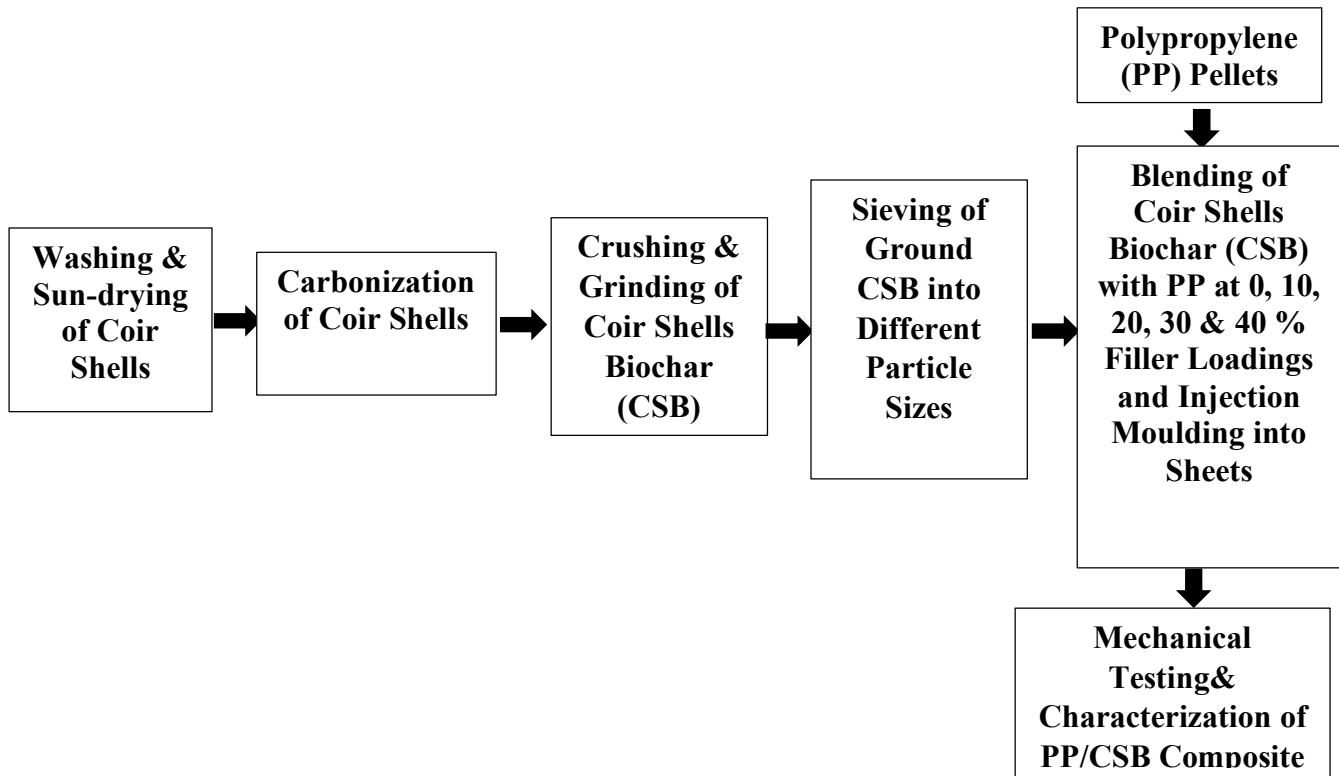 Washing &
Sun-drying
of Coir
Shells
Carbonization
of Coir Shells
Crushing &
Grinding of
Coir Shells
Biochar
(CSB)
Sieving of
Ground
CSB into
Different
Particle
Sizes
Polypropylene
(PP) Pellets
Blending of
Coir Shells
Biochar (CSB)
with PP at 0, 10,
20, 30 & 40 %
Filler Loadings
and Injection
Moulding into
Sheets
Mechanical
Testing&
Characterization of
PP/CSB Composite